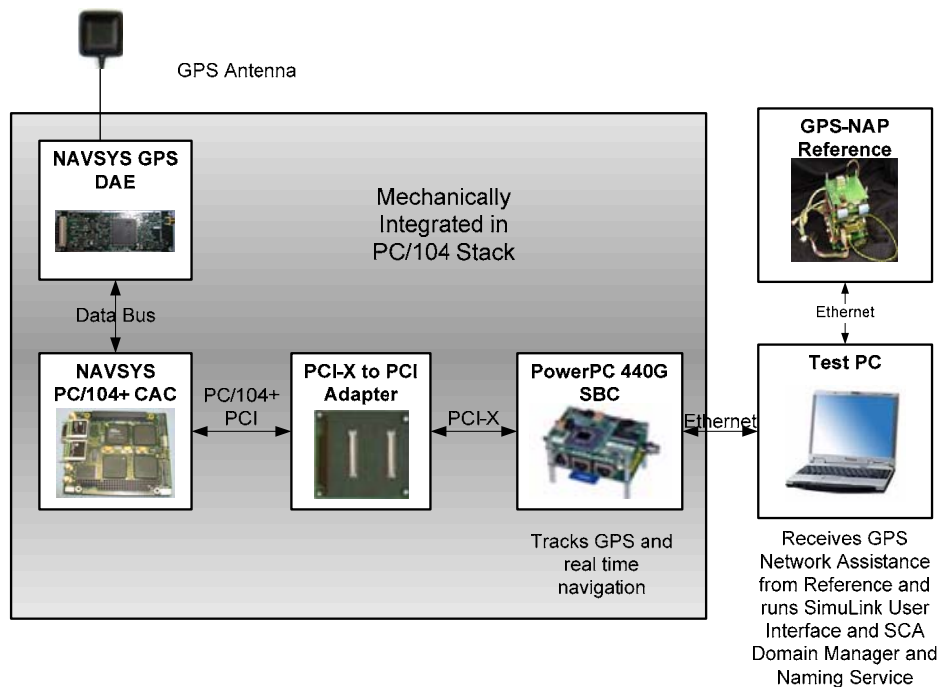 GPS Antenna
NAVSYS GPS
DAE
Mechanically
Integrated in
PC/104 Stack
GPS-NAP
Reference
Data Bus
Ethernet
NAVSYS
PC/104+ CAC
PC/104+
PCI
PCI-X to PCI
Adapter
PCI-X
PowerPC 440G
SBC
Ethernet
Test PC
Tracks GPS and
real time
navigation
Receives GPS
Network Assistance
from Reference and
runs SimuLink User
Interface and SCA
Domain Manager and
Naming Service